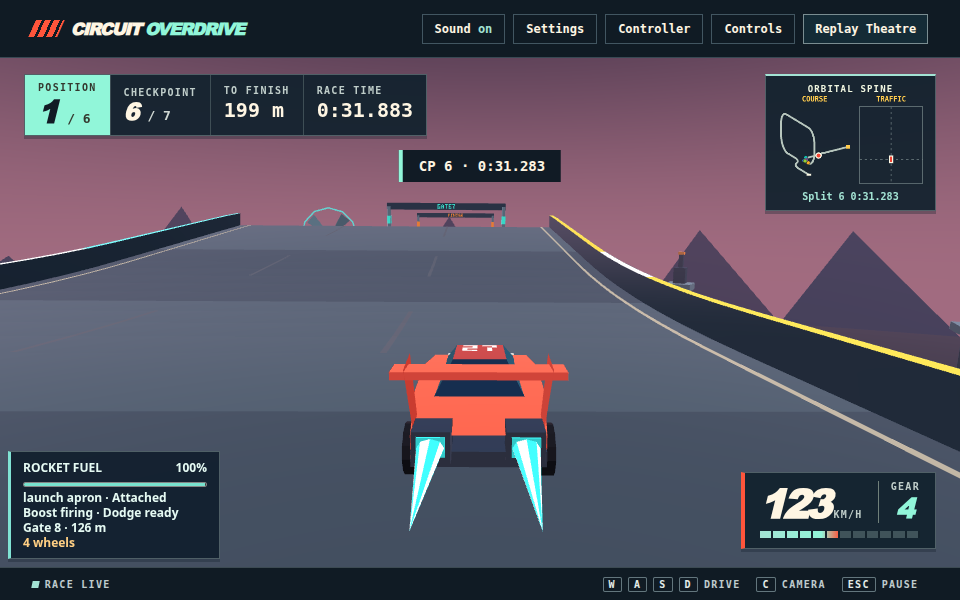 CIRCUIT OVERDRIVE
Sound on
Settings
Controller
Controls
Replay Theatre
POSITION
1 / 6
CHECKPOINT
6 / 7
TO FINISH
199 m
RACE TIME
0:31.883
CP 6 · 0:31.283
ORBITAL SPINE
COURSE
TRAFFIC
Split 6 0:31.283
GATE7
FINISH
ROCKET FUEL 100%
launch apron · Attached
Boost firing · Dodge ready
Gate 8 · 126 m
4 wheels
123 KM/H
GEAR
4
RACE LIVE
W A S D DRIVE
C CAMERA
ESC PAUSE